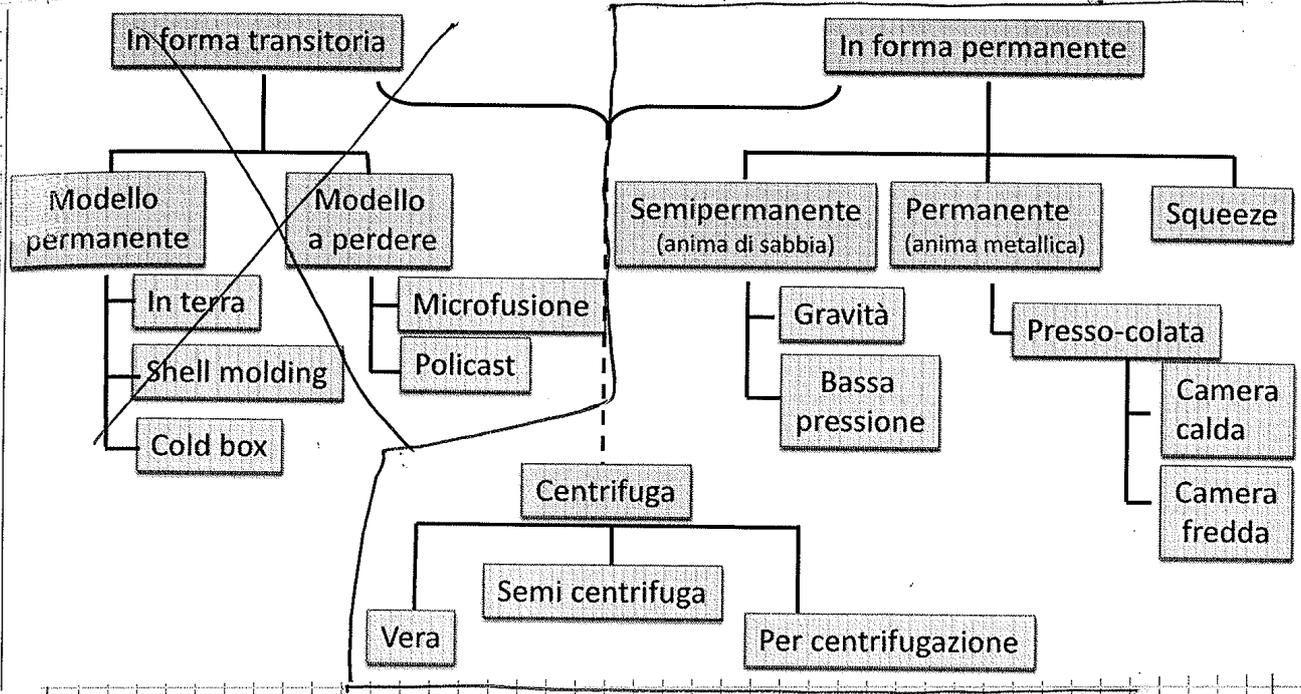 In forma transitoria
In forma permanente
Modello
permanente
Modello
a perdere
Semipermanente
(anima di sabbia)
Permanente
(anima metallica)
Squeeze
In terra
Shell molding
Cold box
Microfusione
Policast
Gravità
Bassa
pressione
Presso-colata
Camera
calda
Camera
fredda
Centrifuga
Vera
Semi centrifuga
Per centrifugazione